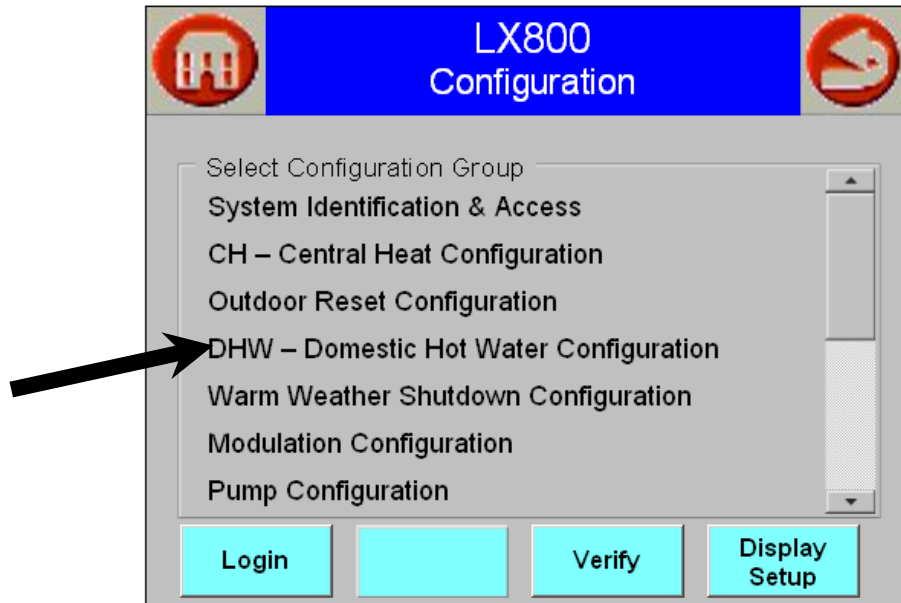 LX800
Configuration
Select Configuration Group
System Identification & Access
CH – Central Heat Configuration
Outdoor Reset Configuration
DHW – Domestic Hot Water Configuration
Warm Weather Shutdown Configuration
Modulation Configuration
Pump Configuration
Login
Verify
Display
Setup